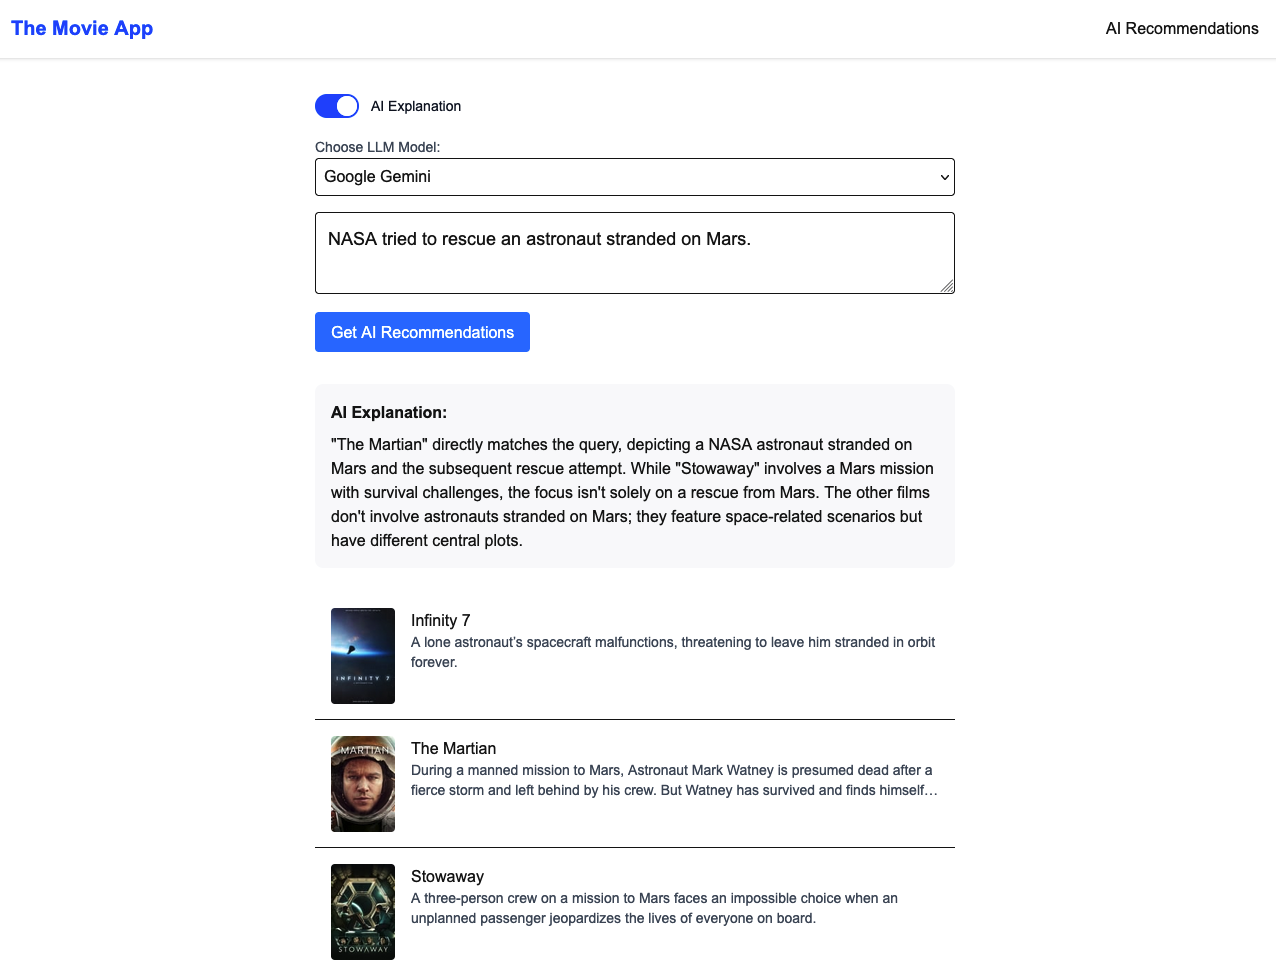 The Movie App
AI Recommendations
AI Explanation
Choose LLM Model:
Google Gemini
NASA tried to rescue an astronaut stranded on Mars.
Get AI Recommendations
AI Explanation:
"The Martian" directly matches the query, depicting a NASA astronaut stranded on
Mars and the subsequent rescue attempt. While "Stowaway" involves a Mars mission
with survival challenges, the focus isn't solely on a rescue from Mars. The other films
don't involve astronauts stranded on Mars; they feature space-related scenarios but
have different central plots.
INFINITY 7
Infinity 7
A lone astronaut’s spacecraft malfunctions, threatening to leave him stranded in orbit
forever.
MARTIAN
The Martian
During a manned mission to Mars, Astronaut Mark Watney is presumed dead after a
fierce storm and left behind by his crew. But Watney has survived and finds himself…
STOWAWAY
Stowaway
A three-person crew on a mission to Mars faces an impossible choice when an
unplanned passenger jeopardizes the lives of everyone on board.